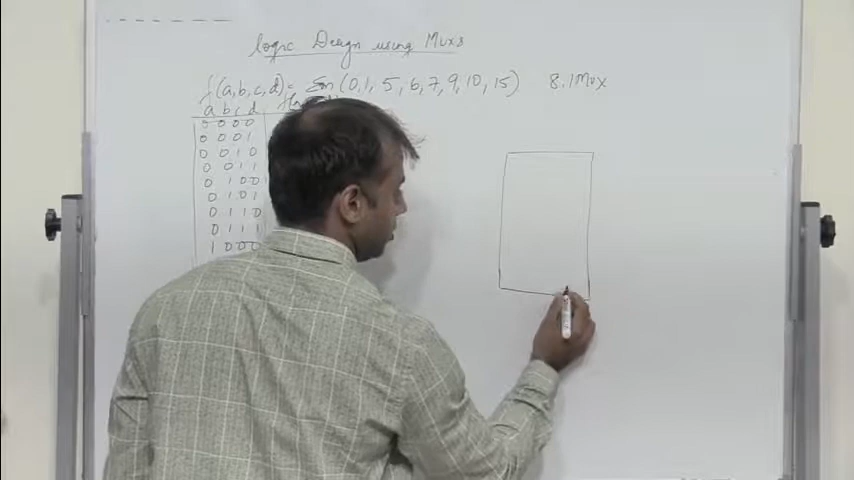 logic Design using Muxs
f(a,b,c,d)= Σm (0,1,5,6,7,9,10,15) 8.1Mux
a b c d
0 0 0 0
0 0 0 1
0 0 1 0
0 0 1 1
0 1 0 0
0 1 0 1
0 1 1 0
0 1 1 1
1 0 0 0